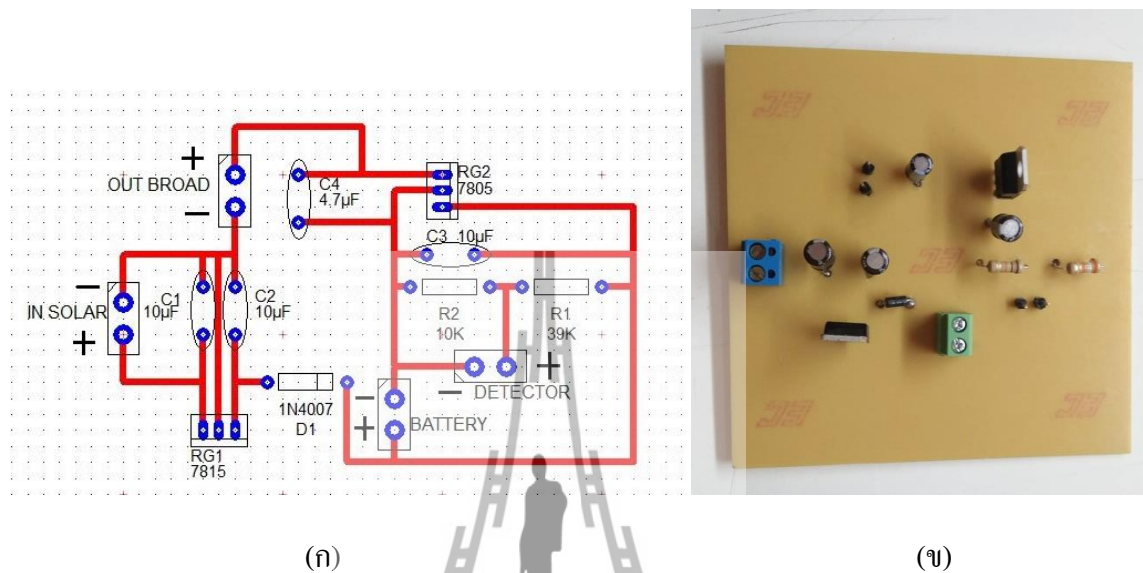 +
OUT BROAD
−
C4
4.7µF
RG2
7805
C3 10µF
−
IN SOLAR
+
C1
10µF
C2
10µF
R2
10K
R1
39K
−
+
DETECTOR
1N4007
D1
−
+
BATTERY
RG1
7815
(ก)
(ข)